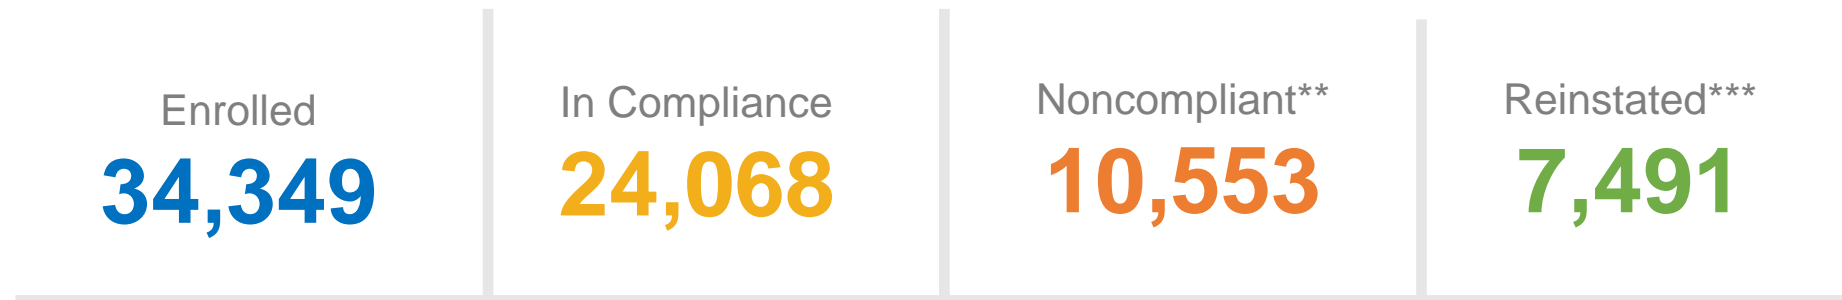 Enrolled
34,349
In Compliance
24,068
Noncompliant**
10,553
Reinstated***
7,491